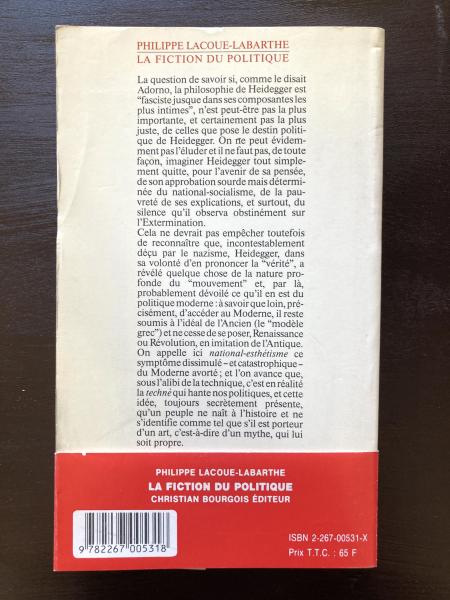 PHILIPPE LACOUE-LABARTHE
LA FICTION DU POLITIQUE
La question de savoir si, comme le disait
Adorno, la philosophie de Heidegger est
"fasciste jusque dans ses composantes les
plus intimes", n'est peut-être pas la plus
importante, et certainement pas la plus
juste, de celles que pose le destin politi-
que de Heidegger. On ne peut évidem-
ment pas l'éluder et il ne faut pas, de toute
façon, imaginer Heidegger tout simple-
ment quitte, pour l'avenir de sa pensée,
de son approbation sourde mais détermi-
née du national-socialisme, de la pau-
vreté de ses explications, et surtout, du
silence qu'il observa obstinément sur
l'Extermination.
Cela ne devrait pas empêcher toutefois
de reconnaître que, incontestablement
déçu par le nazisme, Heidegger, dans
sa volonté d'en prononcer la "vérité", a
révélé quelque chose de la nature pro-
fonde du "mouvement" et, par là,
probablement dévoilé ce qu'il en est du
politique moderne : à savoir que loin, pré-
cisément, d'accéder au Moderne, il reste
soumis à l'idéal de l'Ancien (le "modèle
grec") et ne cesse de se poser, Renaissance
ou Révolution, en imitation de l'Antique.
On appelle ici national-esthétisme ce
symptôme dissimulé – et catastrophique –
du Moderne avorté ; et l'on avance que,
sous l'alibi de la technique, c'est en réalité
la technè qui hante nos politiques, et cette
idée, toujours secrètement présente,
qu'un peuple ne naît à l'histoire et ne
s'identifie comme tel que s'il est porteur
d'un art, c'est-à-dire d'un mythe, qui lui
soit propre.
PHILIPPE LACOUE-LABARTHE
LA FICTION DU POLITIQUE
CHRISTIAN BOURGOIS ÉDITEUR
9 782267 005318
ISBN 2-267-00531-X
Prix T.T.C. : 65 F